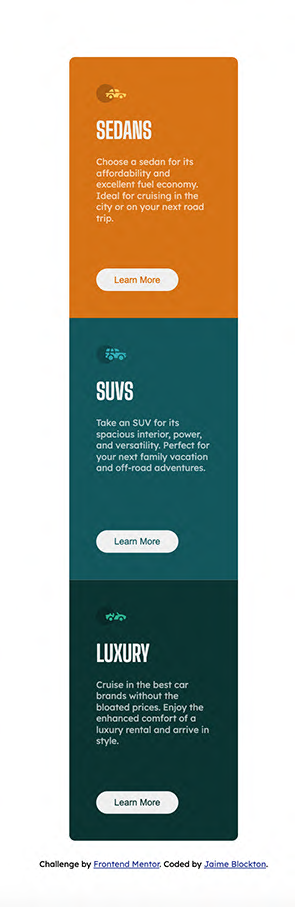 SEDANS
Choose a sedan for its
affordability and
excellent fuel economy.
Ideal for cruising in the
city or on your next road
trip.
Learn More
SUVS
Take an SUV for its
spacious interior, power,
and versatility. Perfect for
your next family vacation
and off-road adventures.
Learn More
LUXURY
Cruise in the best car
brands without the
bloated prices. Enjoy the
enhanced comfort of a
luxury rental and arrive in
style.
Learn More
Challenge by Frontend Mentor. Coded by Jaime Blockton.